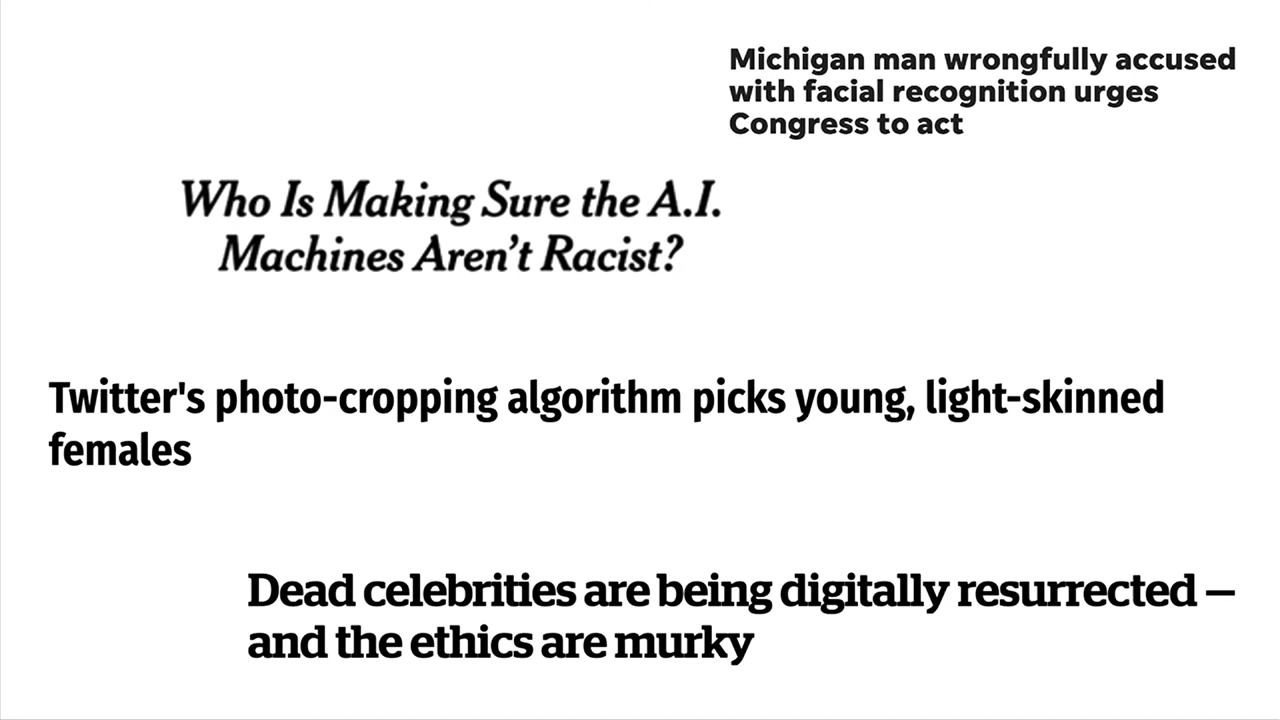 Michigan man wrongfully accused
with facial recognition urges
Congress to act
Who Is Making Sure the A.I.
Machines Aren’t Racist?
Twitter's photo-cropping algorithm picks young, light-skinned
females
Dead celebrities are being digitally resurrected —
and the ethics are murky